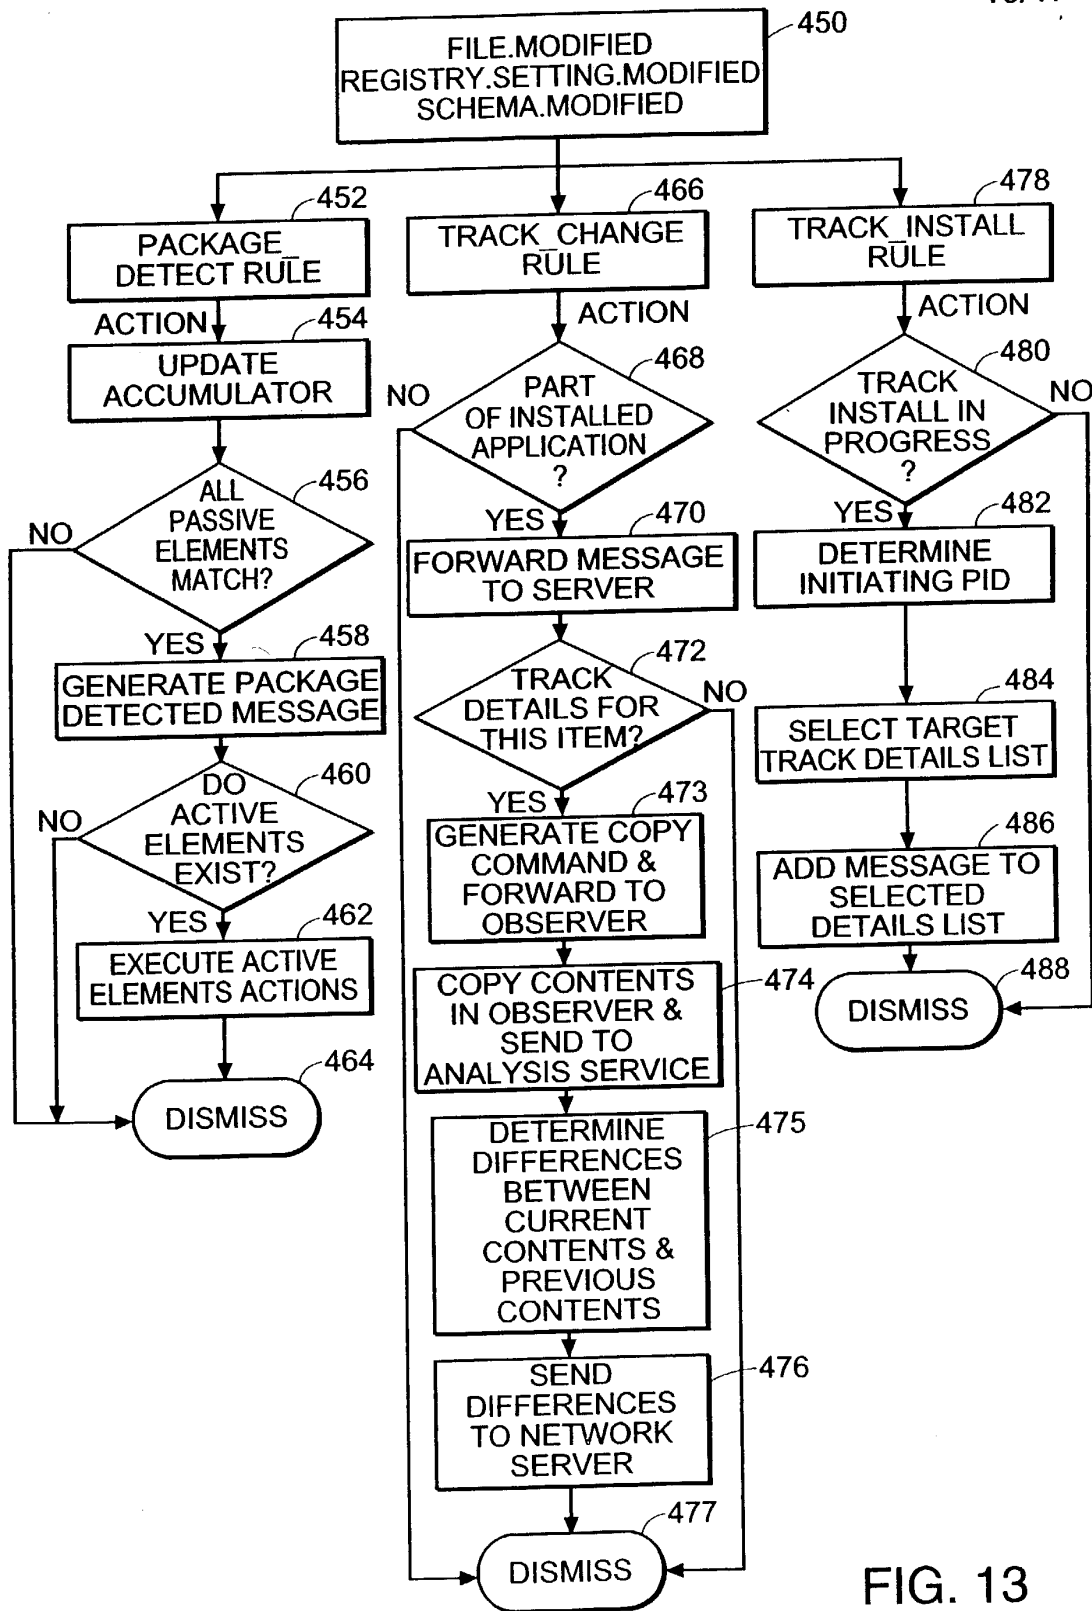 450
FILE.MODIFIED
REGISTRY.SETTING.MODIFIED
SCHEMA.MODIFIED
452
PACKAGE_
DETECT RULE
ACTION
454
UPDATE
ACCUMULATOR
456
ALL
PASSIVE
ELEMENTS
MATCH?
NO
YES
458
GENERATE PACKAGE
DETECTED MESSAGE
460
DO
ACTIVE
ELEMENTS
EXIST?
NO
YES
462
EXECUTE ACTIVE
ELEMENTS ACTIONS
464
DISMISS
466
TRACK_CHANGE
RULE
ACTION
468
NO
PART
OF INSTALLED
APPLICATION
?
YES
470
FORWARD MESSAGE
TO SERVER
472
TRACK
DETAILS FOR
THIS ITEM?
NO
YES
473
GENERATE COPY
COMMAND &
FORWARD TO
OBSERVER
474
COPY CONTENTS
IN OBSERVER &
SEND TO
ANALYSIS SERVICE
475
DETERMINE
DIFFERENCES
BETWEEN
CURRENT
CONTENTS &
PREVIOUS
CONTENTS
476
SEND
DIFFERENCES
TO NETWORK
SERVER
477
DISMISS
478
TRACK_INSTALL
RULE
ACTION
480
TRACK
INSTALL IN
PROGRESS
?
NO
YES
482
DETERMINE
INITIATING PID
484
SELECT TARGET
TRACK DETAILS LIST
486
ADD MESSAGE TO
SELECTED
DETAILS LIST
488
DISMISS
FIG. 13